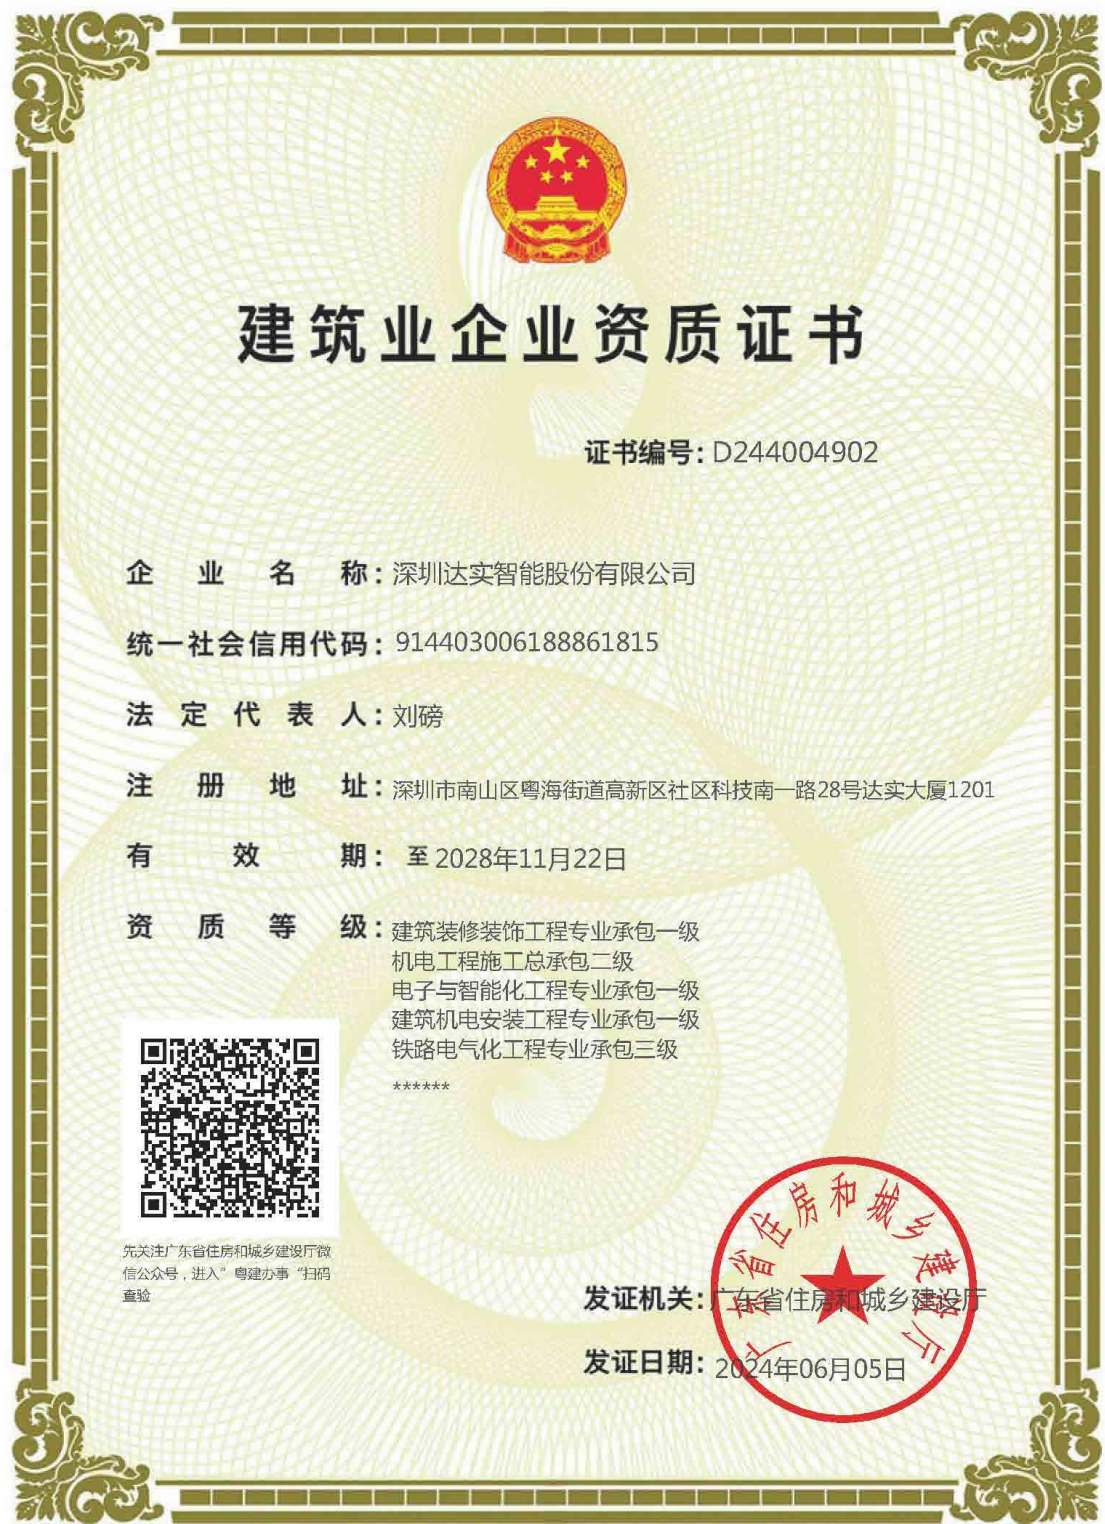 建筑业企业资质证书
证书编号：D244004902
企业名称：深圳达实智能股份有限公司
统一社会信用代码：914403006188861815
法定代表人：刘磅
注册地址：深圳市南山区粤海街道高新区社区科技南一路28号达实大厦1201
有效期：至2028年11月22日
资质等级：建筑装修装饰工程专业承包一级
机电工程施工总承包二级
电子与智能化工程专业承包一级
建筑机电安装工程专业承包一级
铁路电气化工程专业承包三级
******
先关注广东省住房和城乡建设厅微
信公众号，进入”粤建办事“扫码
查验
广东省住房和城乡建设厅
发证机关：广东省住房和城乡建设厅
发证日期：2024年06月05日